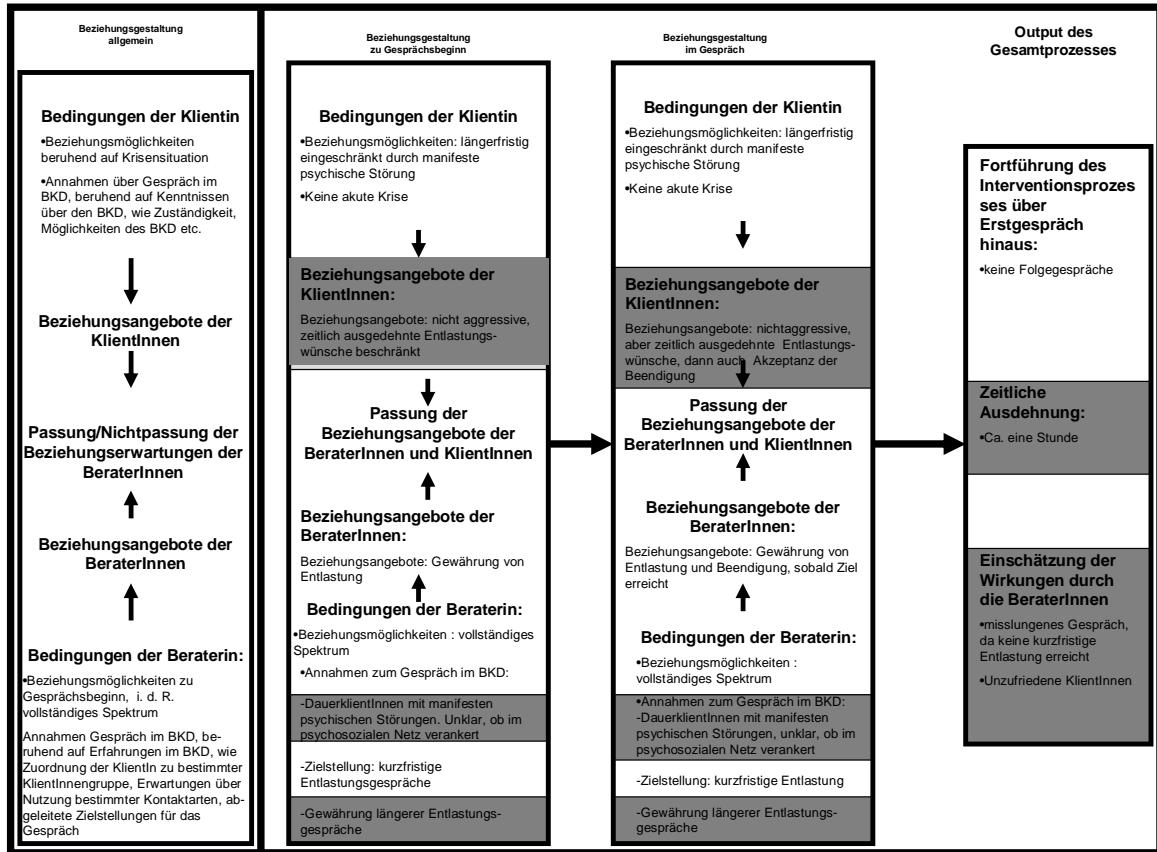 Beziehungsgestaltung
allgemein
Bedingungen der Klientin
•Beziehungsmöglichkeiten
beruhend auf Krisensituation
•Annahmen über Gespräch im
BKD, beruhend auf Kenntnissen
über den BKD, wie Zuständigkeit,
Möglichkeiten des BKD etc.
Beziehungsangebote der
KlientInnen
Passung/Nichtpassung der
Beziehungserwartungen der
BeraterInnen
Beziehungsangebote der
BeraterInnen
Bedingungen der Beraterin:
•Beziehungsmöglichkeiten zu
Gesprächsbeginn, i. d. R.
vollständiges Spektrum
Annahmen Gespräch im BKD, be-
ruhend auf Erfahrungen im BKD, wie
Zuordnung der KlientIn zu bestimmter
KlientInnengruppe, Erwartungen über
Nutzung bestimmter Kontaktarten, ab-
geleitete Zielstellungen für das
Gespräch
Beziehungsgestaltung
zu Gesprächsbeginn
Bedingungen der Klientin
•Beziehungsmöglichkeiten: längerfristig
eingeschränkt durch manifeste
psychische Störung
•Keine akute Krise
Beziehungsangebote der
KlientInnen:
Beziehungsangebote: nicht aggressive,
zeitlich ausgedehnte Entlastungs-
wünsche beschränkt
Passung der
Beziehungsangebote der
BeraterInnen und KlientInnen
Beziehungsangebote der
BeraterInnen:
Beziehungsangebote: Gewährung von
Entlastung
Bedingungen der Beraterin:
•Beziehungsmöglichkeiten : vollständiges
Spektrum
•Annahmen zum Gespräch im BKD:
-DauerklientInnen mit manifesten
psychischen Störungen. Unklar, ob im
psychosozialen Netz verankert
-Zielstellung: kurzfristige
Entlastungsgespräche
-Gewährung längerer Entlastungs-
gespräche
Beziehungsgestaltung
im Gespräch
Bedingungen der Klientin
•Beziehungsmöglichkeiten: längerfristig
eingeschränkt durch manifeste
psychische Störung
•Keine akute Krise
Beziehungsangebote der
KlientInnen:
Beziehungsangebote: nichtaggressive,
aber zeitlich ausgedehnte Entlastungs-
wünsche, dann auch Akzeptanz der
Beendigung
Passung der
Beziehungsangebote der
BeraterInnen und KlientInnen
Beziehungsangebote der
BeraterInnen:
Beziehungsangebote: Gewährung von
Entlastung und Beendigung, sobald Ziel
erreicht
Bedingungen der Beraterin:
•Beziehungsmöglichkeiten :
vollständiges Spektrum
•Annahmen zum Gespräch im BKD:
-DauerklientInnen mit manifesten
psychischen Störungen, unklar, ob im
psychosozialen Netz verankert
-Zielstellung: kurzfristige Entlastung
-Gewährung längerer Entlastungs-
gespräche
Output des
Gesamtprozesses
Fortführung des
Interventionsprozes
ses über
Erstgespräch
hinaus:
•keine Folgegespräche
Zeitliche
Ausdehnung:
•Ca. eine Stunde
Einschätzung der
Wirkungen durch
die BeraterInnen
•misslungenes Gespräch,
da keine kurzfristige
Entlastung erreicht
•Unzufriedene KlientInnen